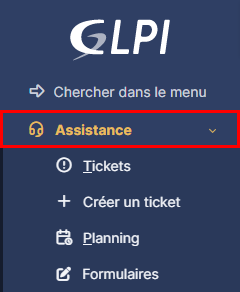 GLPI
Chercher dans le menu
Assistance
Tickets
Créer un ticket
Planning
Formulaires